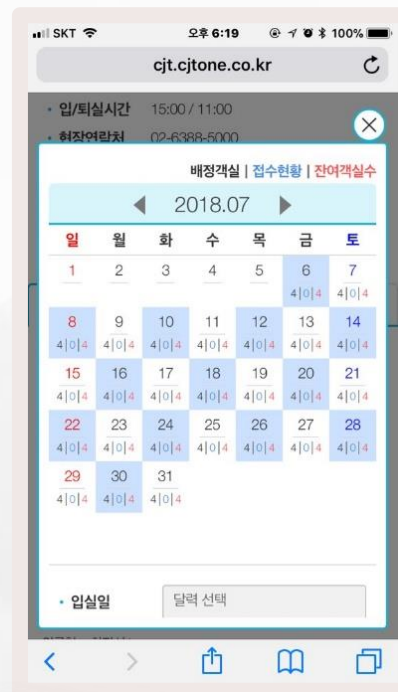 SKT 오후 6:19 100%
cjt.cjtone.co.kr
• 입/퇴실시간 15:00 / 11:00
• 현장연락처 02-6388-5000
배정객실 | 접수현황 | 잔여객실수
2018.07
일 월 화 수 목 금 토
1 2 3 4 5 6 7
4|0|4 4|0|4
8 9 10 11 12 13 14
4|0|4 4|0|4 4|0|4 4|0|4 4|0|4 4|0|4 4|0|4
15 16 17 18 19 20 21
4|0|4 4|0|4 4|0|4 4|0|4 4|0|4 4|0|4 4|0|4
22 23 24 25 26 27 28
4|0|4 4|0|4 4|0|4 4|0|4 4|0|4 4|0|4 4|0|4
29 30 31
4|0|4 4|0|4 4|0|4
• 입실일 달력 선택